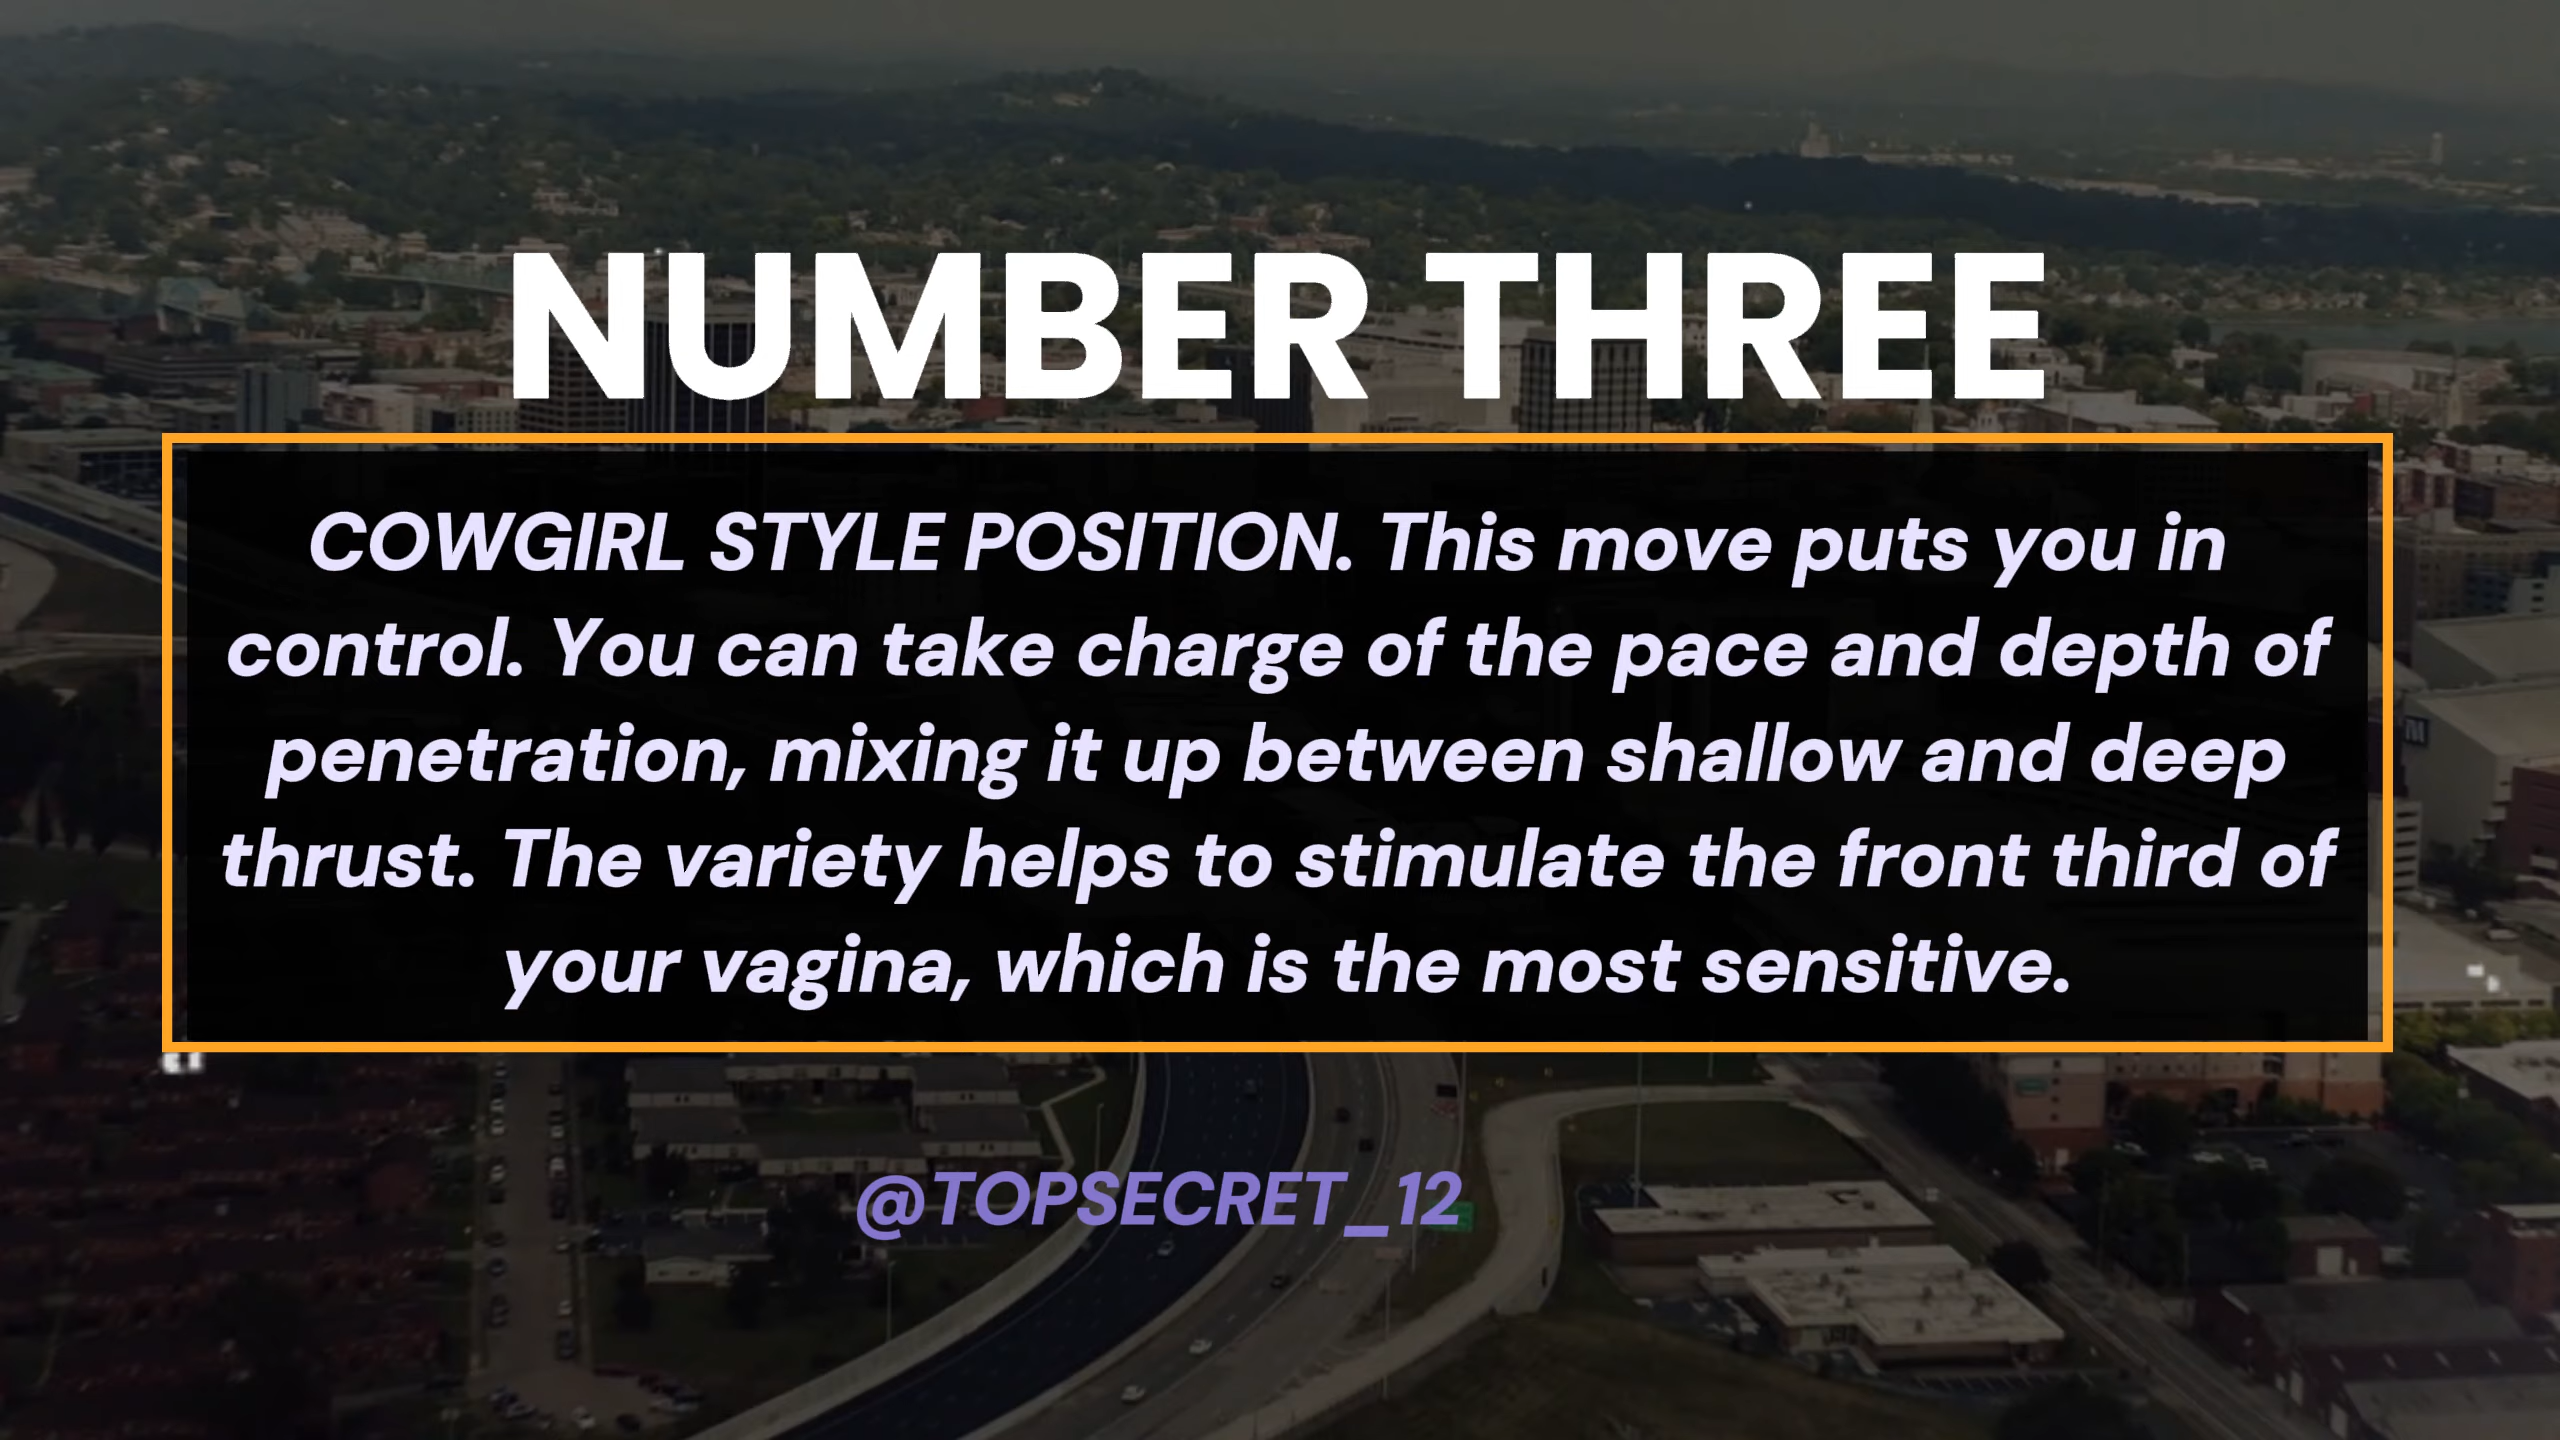 NUMBER THREE
COWGIRL STYLE POSITION. This move puts you in
control. You can take charge of the pace and depth of
penetration, mixing it up between shallow and deep
thrust. The variety helps to stimulate the front third of
your vagina, which is the most sensitive.
@TOPSECRET_12